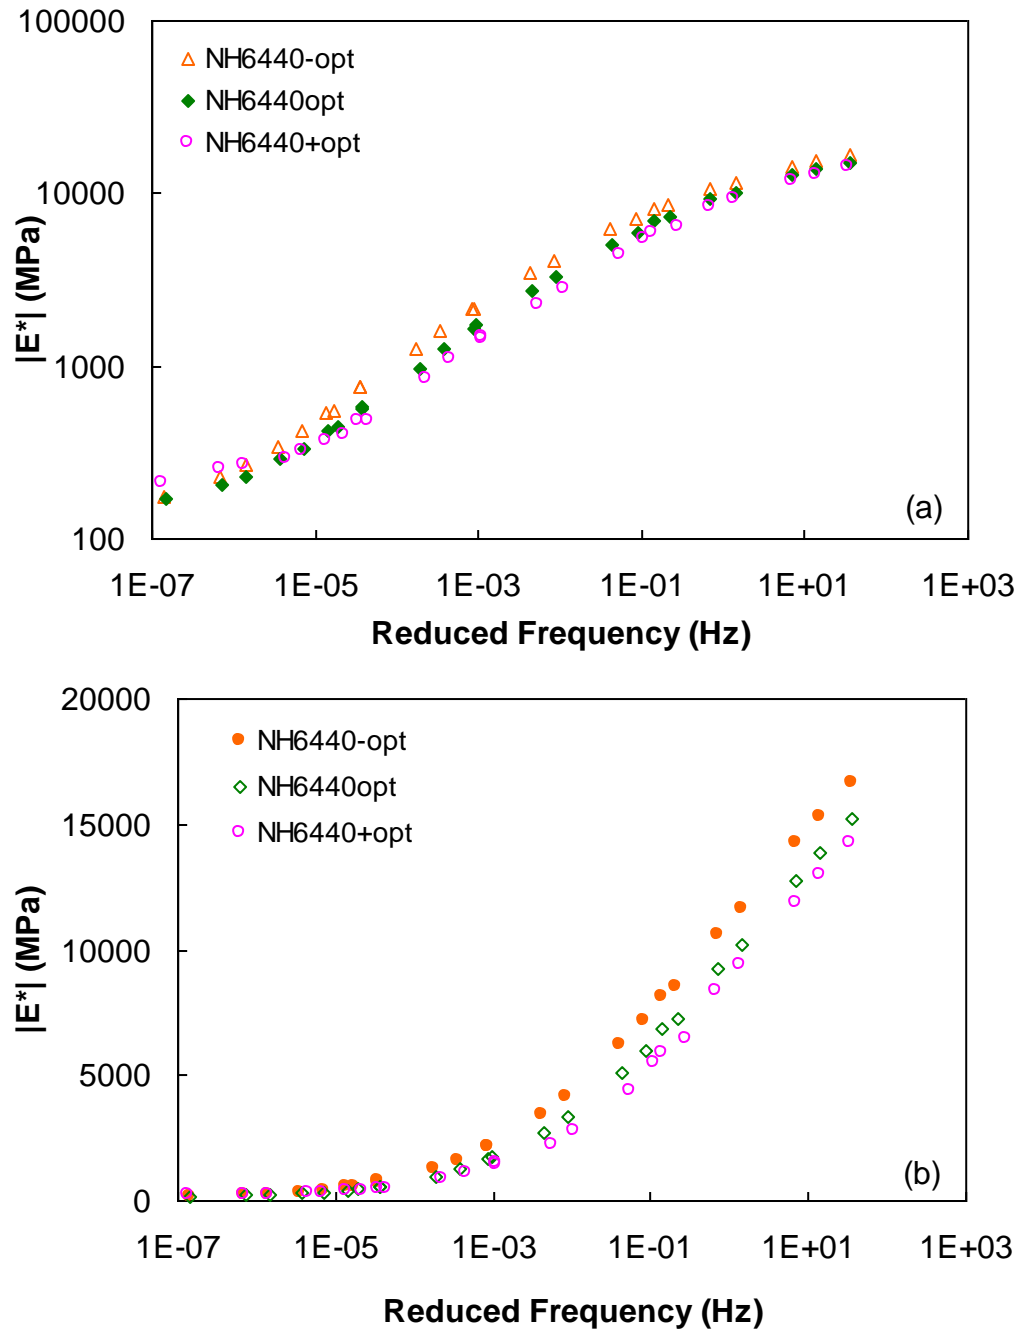 100000
NH6440-opt
NH6440opt
NH6440+opt
10000
|E*| (MPa)
1000
(a)
100
1E-07 1E-05 1E-03 1E-01 1E+01 1E+03
Reduced Frequency (Hz)
20000
NH6440-opt
NH6440opt
NH6440+opt
15000
|E*| (MPa)
10000
5000
(b)
0
1E-07 1E-05 1E-03 1E-01 1E+01 1E+03
Reduced Frequency (Hz)